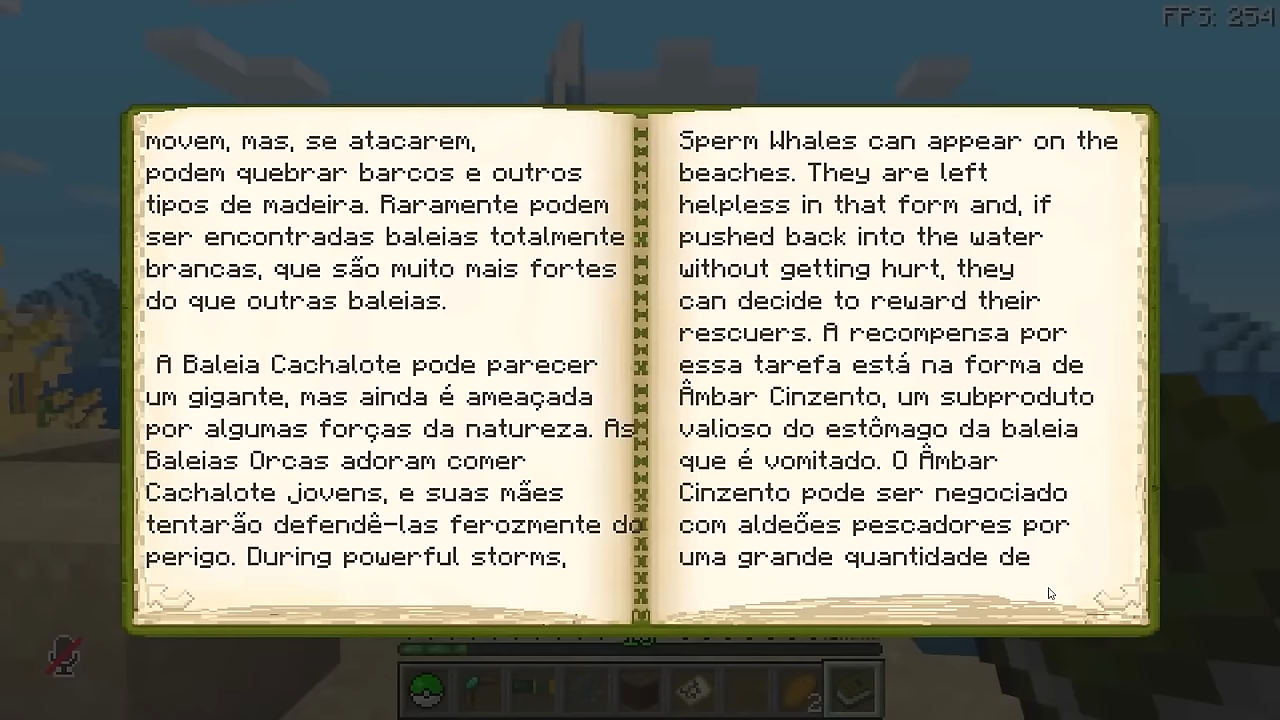 FPS: 254
movem, mas, se atacarem,
podem quebrar barcos e outros
tipos de madeira. Raramente podem
ser encontradas baleias totalmente
brancas, que são muito mais fortes
do que outras baleias.
A Baleia Cachalote pode parecer
um gigante, mas ainda é ameaçada
por algumas forças da natureza. As
Baleias Orcas adoram comer
Cachalote jovens, e suas mães
tentarão defendê-las ferozmente do
perigo. During powerful storms,
Sperm Whales can appear on the
beaches. They are left
helpless in that form and, if
pushed back into the water
without getting hurt, they
can decide to reward their
rescuers. A recompensa por
essa tarefa está na forma de
Âmbar Cinzento, um subproduto
valioso do estômago da baleia
que é vomitado. O Âmbar
Cinzento pode ser negociado
com aldeões pescadores por
uma grande quantidade de
2